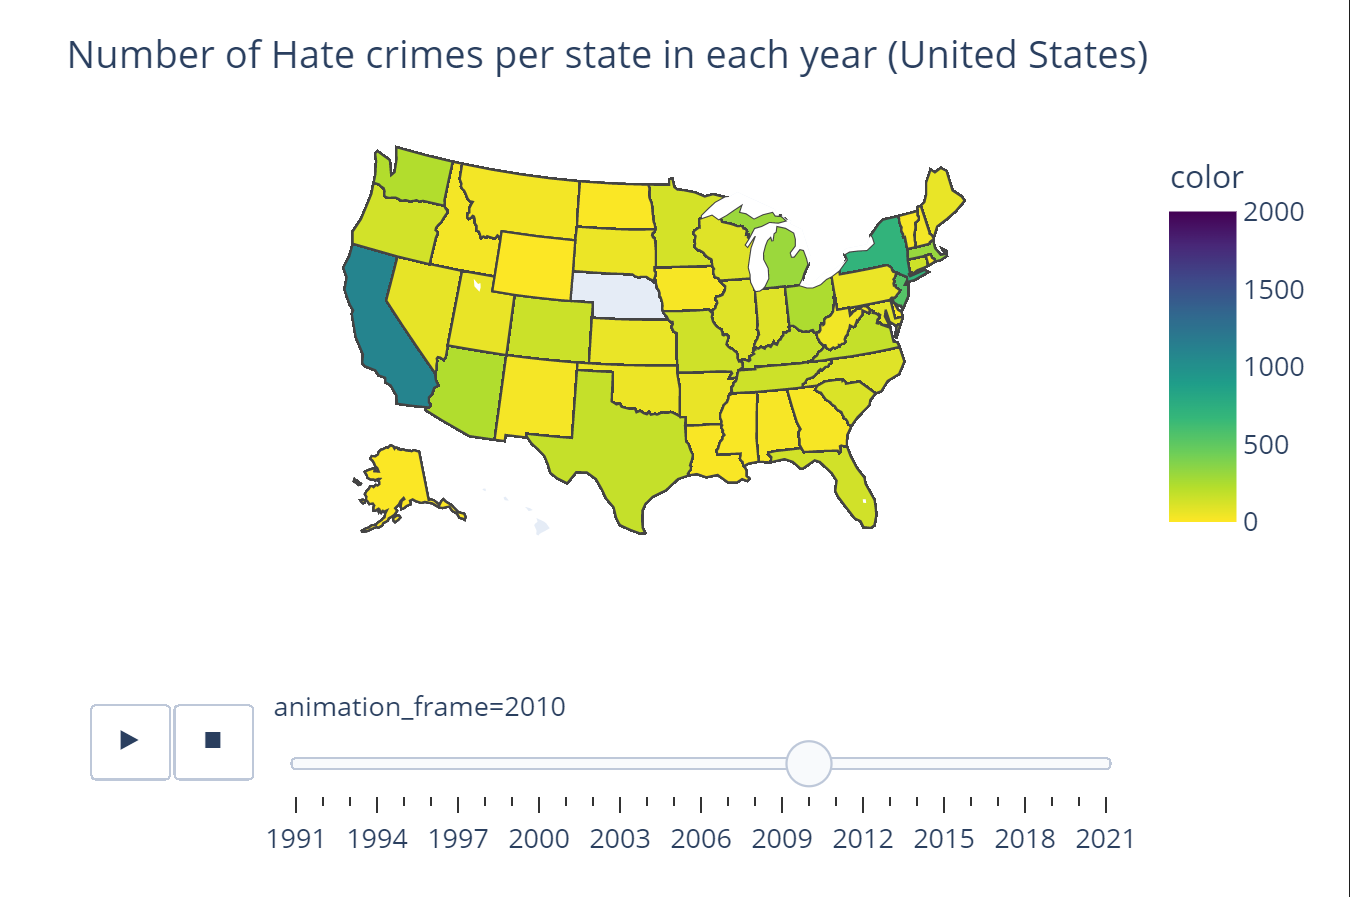 Number of Hate crimes per state in each year (United States)
color
2000
1500
1000
500
0
animation_frame=2010
1991 1994 1997 2000 2003 2006 2009 2012 2015 2018 2021